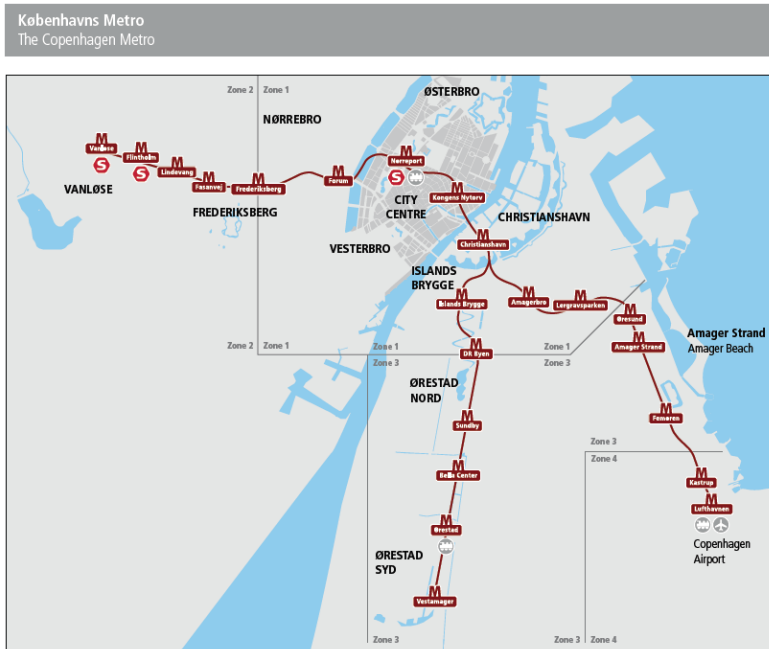 Københavns Metro
The Copenhagen Metro
Zone 2
Zone 1
ØSTERBRO
NØRREBRO
M
Vanløse
S
M
Flintholm
S
M
Lindevang
M
Fasanvej
M
Frederiksberg
M
Forum
M
Nørreport
S
M
Kongens Nytorv
VANLØSE
FREDERIKSBERG
CITY
CENTRE
CHRISTIANSHAVN
VESTERBRO
M
Christianshavn
ISLANDS
BRYGGE
M
Islands Brygge
M
Amagerbro
M
Lergravsparken
M
Øresund
M
Amager Strand
Amager Strand
Amager Beach
Zone 2
Zone 1
Zone 1
Zone 3
Zone 1
Zone 3
M
DR Byen
ØRESTAD
NORD
M
Sundby
M
Femøren
Zone 3
Zone 4
M
Bella Center
M
Kastrup
M
Lufthavnen
M
Ørestad
Copenhagen
Airport
ØRESTAD
SYD
M
Vestamager
Zone 3
Zone 3
Zone 4